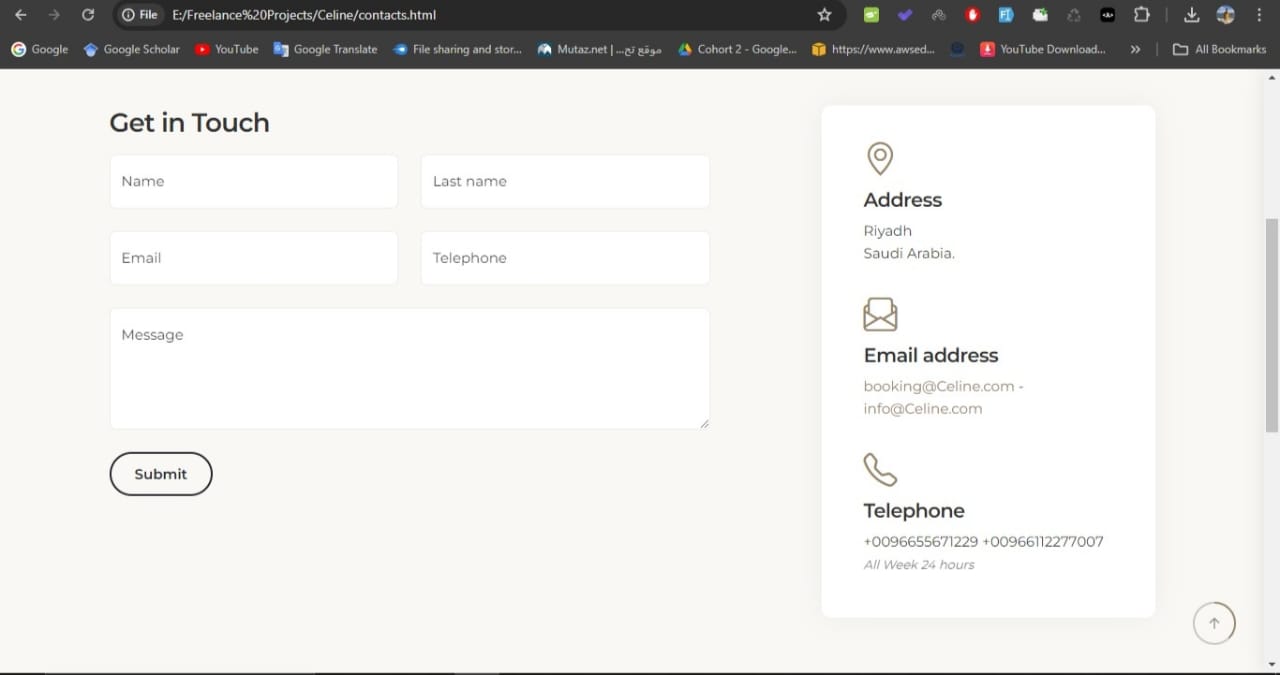 File E:/Freelance%20Projects/Celine/contacts.html
Google Google Scholar YouTube Google Translate File sharing and stor... Mutaz.net | موقع تح... Cohort 2 - Google... https://www.awsed... YouTube Download... » All Bookmarks
Get in Touch
Name Last name
Email Telephone
Message
Submit
Address
Riyadh
Saudi Arabia.
Email address
booking@Celine.com -
info@Celine.com
Telephone
+0096655671229 +00966112277007
All Week 24 hours